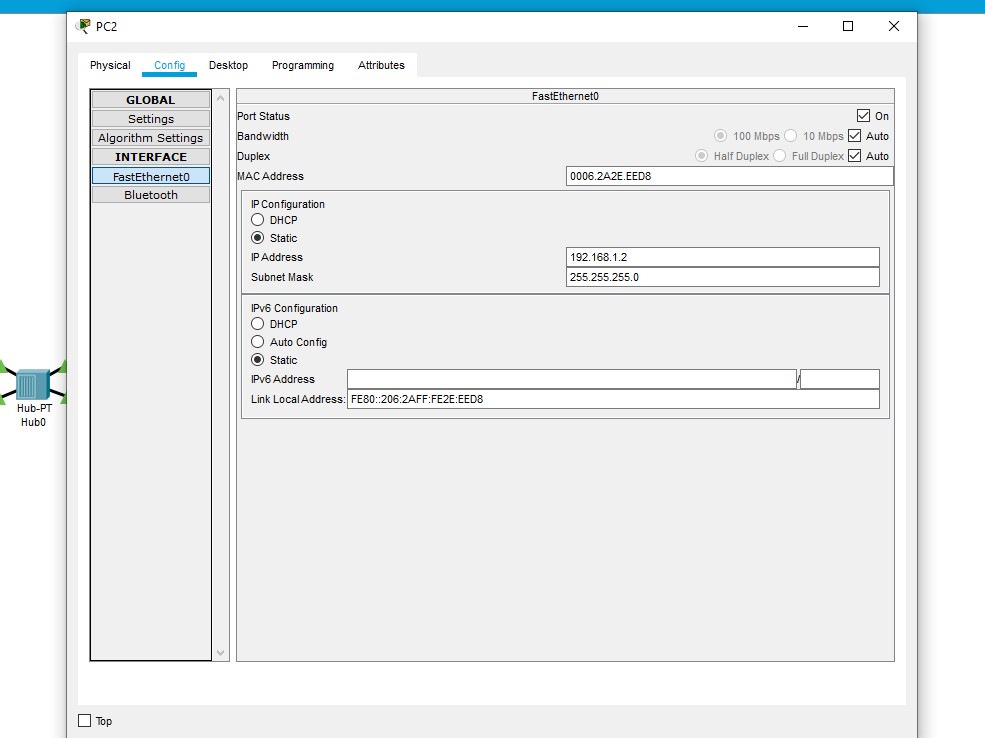 PC2
Physical Config Desktop Programming Attributes
GLOBAL
Settings
Algorithm Settings
INTERFACE
FastEthernet0
Bluetooth
FastEthernet0
Port Status On
Bandwidth 100 Mbps 10 Mbps Auto
Duplex Half Duplex Full Duplex Auto
MAC Address 0006.2A2E.EED8
IP Configuration
DHCP
Static
IP Address 192.168.1.2
Subnet Mask 255.255.255.0
IPv6 Configuration
DHCP
Auto Config
Static
IPv6 Address /
Link Local Address: FE80::206:2AFF:FE2E:EED8
Hub-PT
Hub0
Top